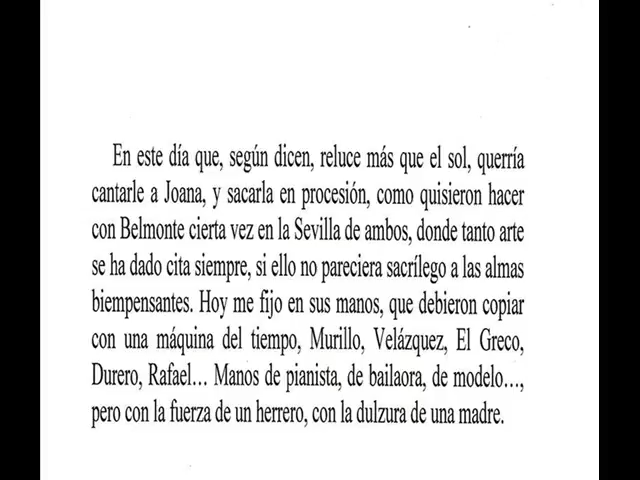 En este día que, según dicen, reluce más que el sol, querría
cantarle a Joana, y sacarla en procesión, como quisieron hacer
con Belmonte cierta vez en la Sevilla de ambos, donde tanto arte
se ha dado cita siempre, si ello no pareciera sacrílego a las almas
biempensantes. Hoy me fijo en sus manos, que debieron copiar
con una máquina del tiempo, Murillo, Velázquez, El Greco,
Durero, Rafael… Manos de pianista, de bailaora, de modelo…,
pero con la fuerza de un herrero, con la dulzura de una madre.